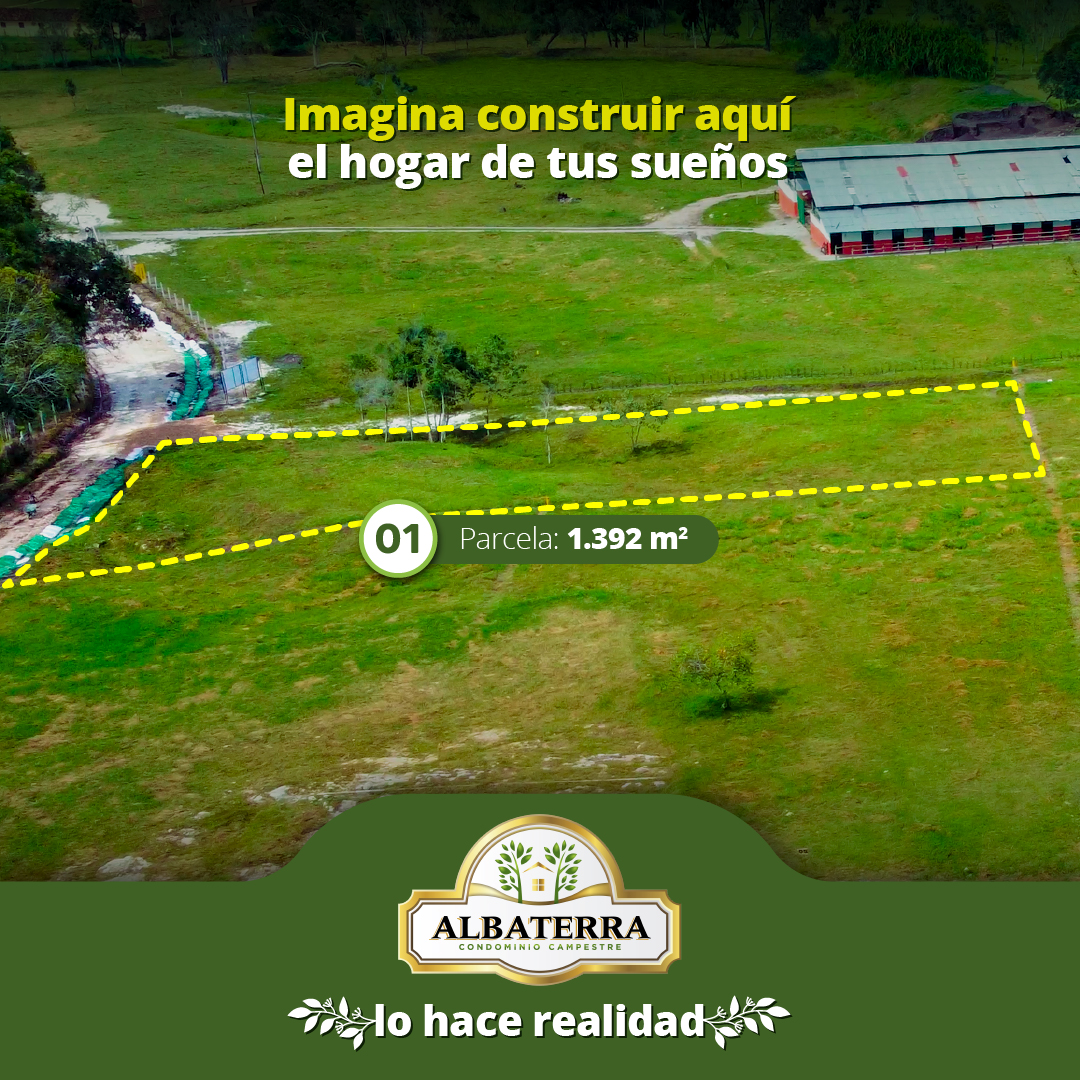 Imagina construir aquí
el hogar de tus sueños
01 Parcela: 1.392 m²
ALBATERRA
CONDOMINIO CAMPESTRE
lo hace realidad